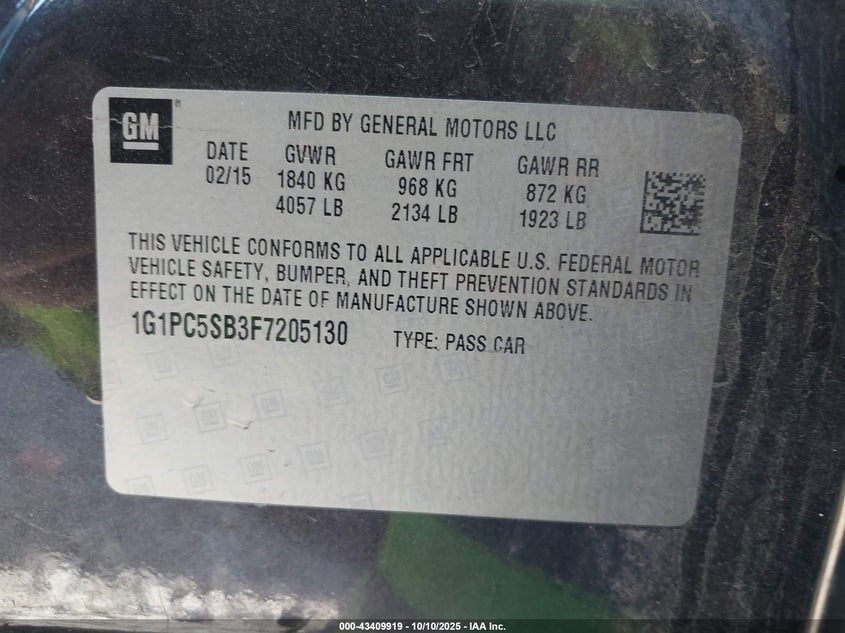 GM®
MFD BY GENERAL MOTORS LLC
DATE GVWR GAWR FRT GAWR RR
02/15 1840 KG 968 KG 872 KG
4057 LB 2134 LB 1923 LB
THIS VEHICLE CONFORMS TO ALL APPLICABLE U.S. FEDERAL MOTOR
VEHICLE SAFETY, BUMPER, AND THEFT PREVENTION STANDARDS IN
EFFECT ON THE DATE OF MANUFACTURE SHOWN ABOVE.
1G1PC5SB3F7205130 TYPE: PASS CAR
000-43409919 - 10/10/2025 - IAA Inc.